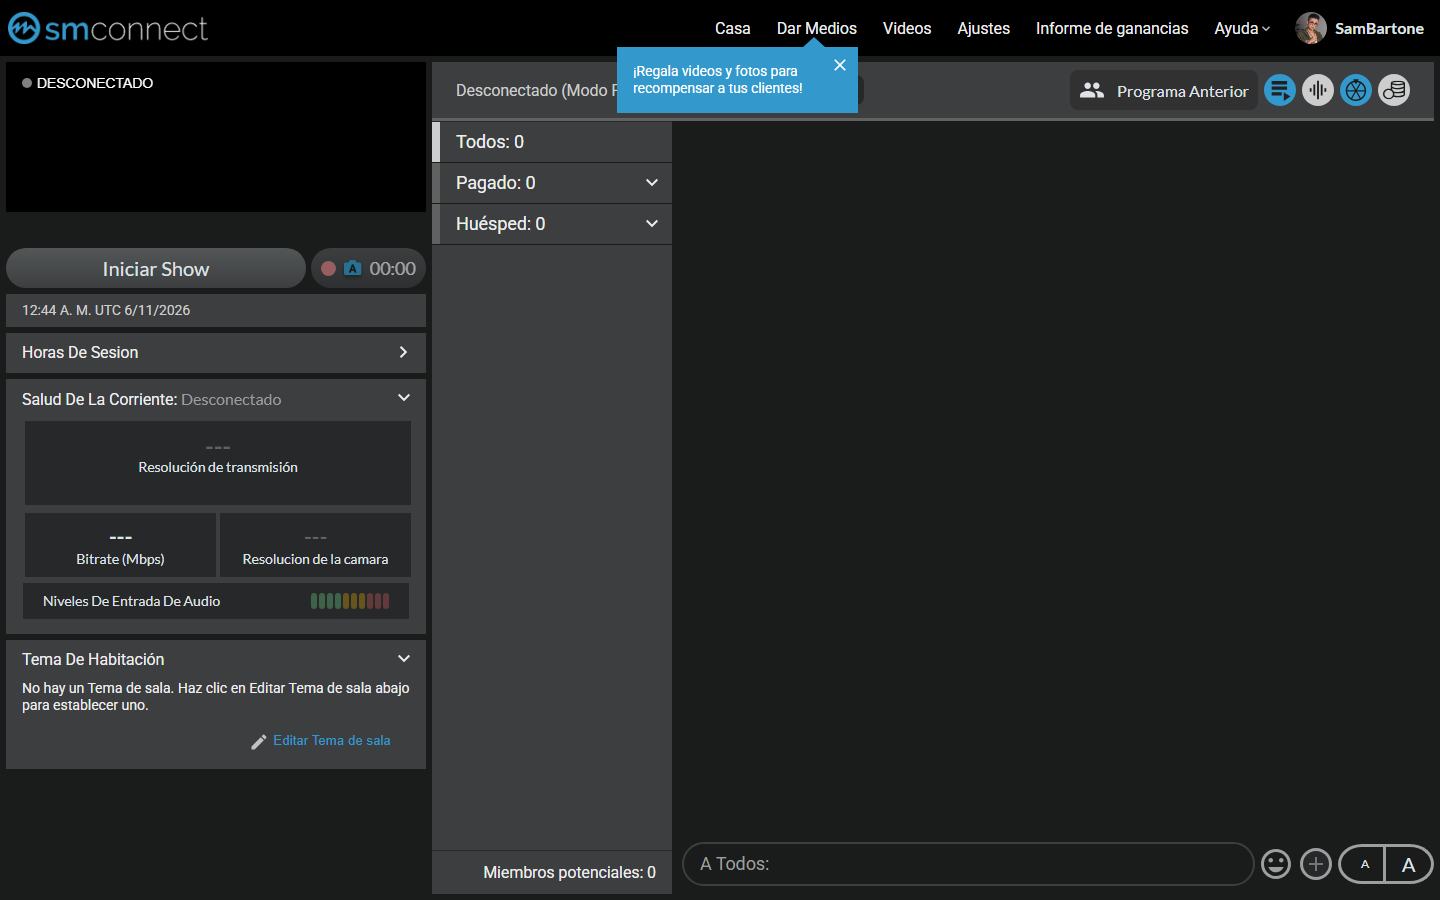 smconnect
Casa
Dar Medios
Videos
Ajustes
Informe de ganancias
Ayuda
SamBartone
DESCONECTADO
¡Regala videos y fotos para
recompensar a tus clientes!
Desconectado (Modo
Programa Anterior
Todos: 0
Pagado: 0
Huésped: 0
Iniciar Show
A 00:00
12:44 A. M. UTC 6/11/2026
Horas De Sesion
Salud De La Corriente: Desconectado
---
Resolución de transmisión
---
Bitrate (Mbps)
---
Resolucion de la camara
Niveles De Entrada De Audio
Tema De Habitación
No hay un Tema de sala. Haz clic en Editar Tema de sala abajo
para establecer uno.
Editar Tema de sala
Miembros potenciales: 0
A Todos:
A
A